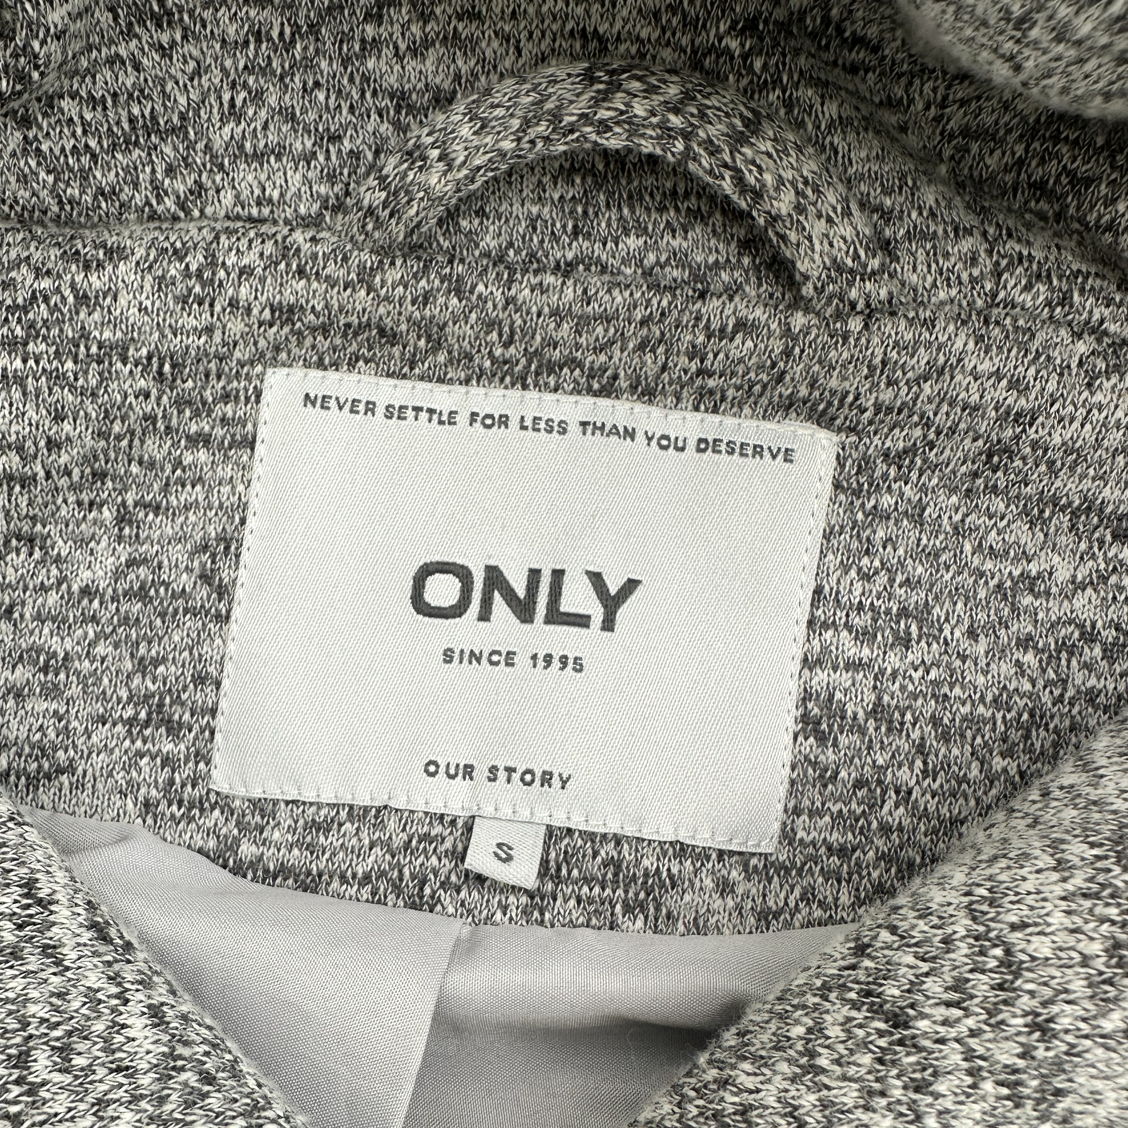 NEVER SETTLE FOR LESS THAN YOU DESERVE
ONLY
SINCE 1995
OUR STORY
S